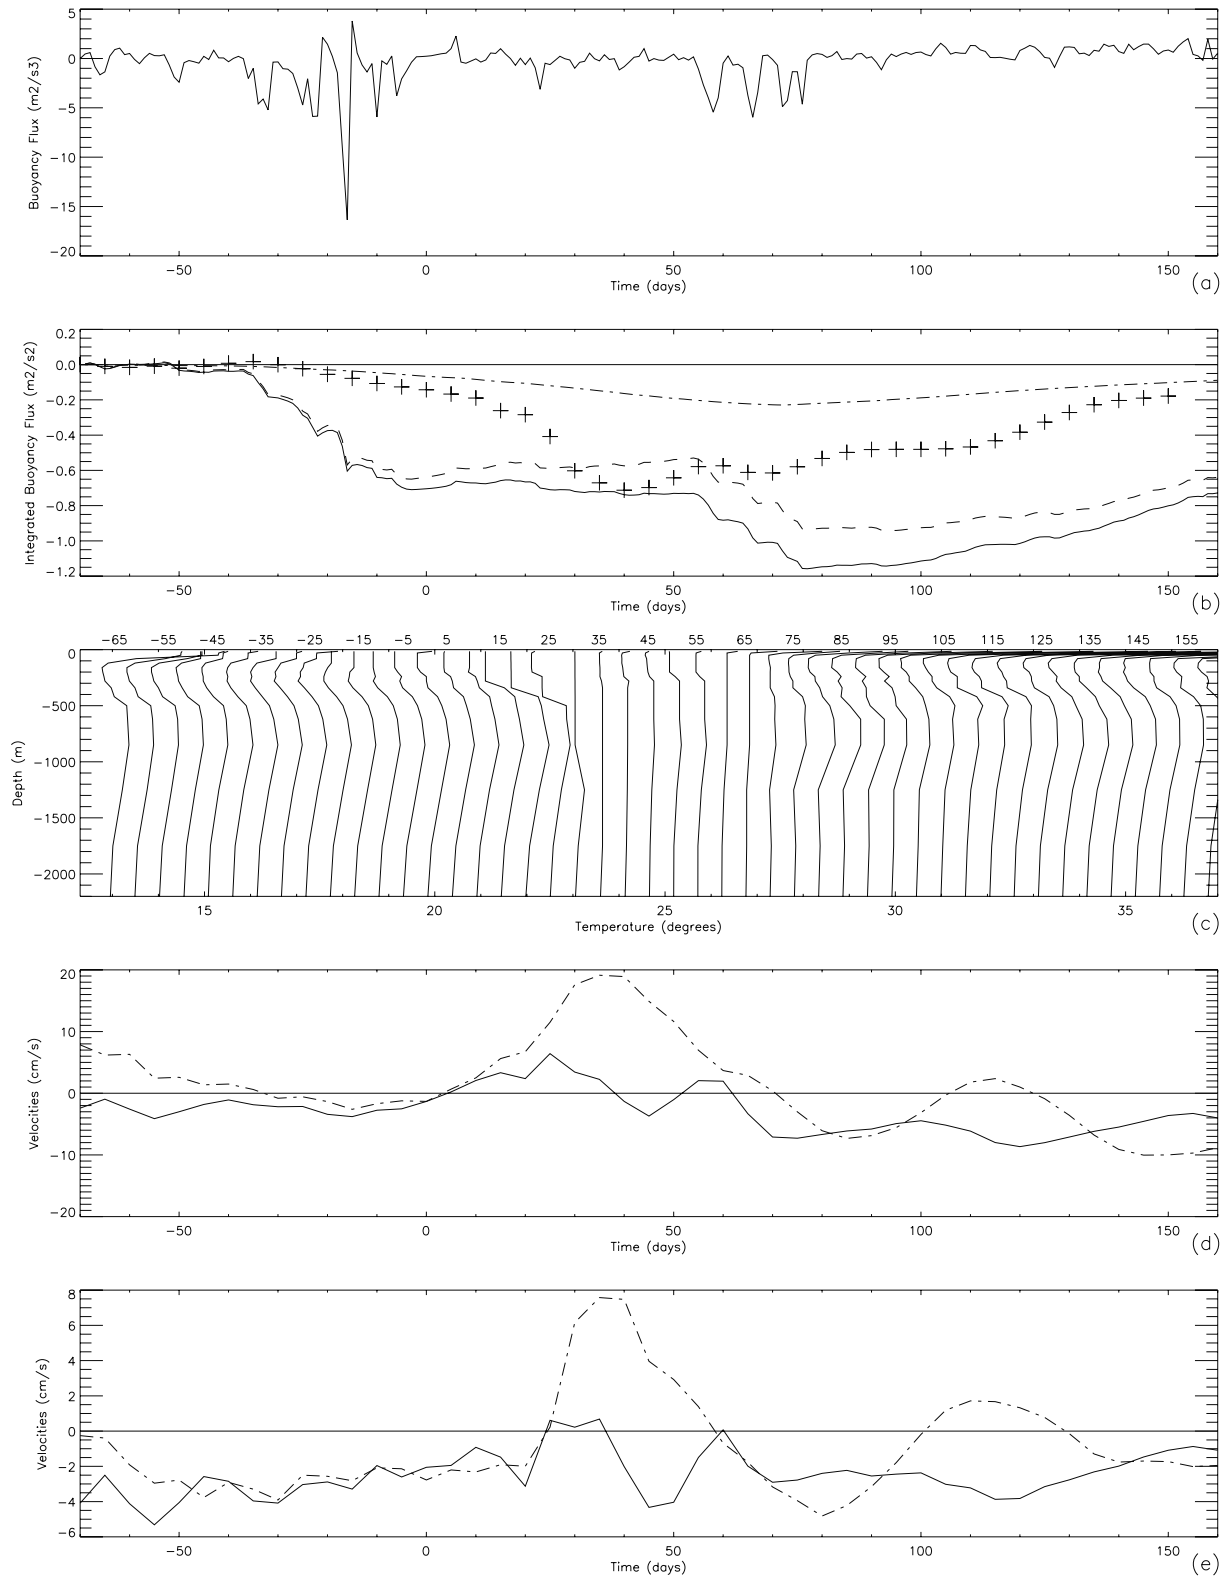 5
0
−5
−10
−15
−20
Buoyancy Flux (m2/s3)
−50 0 50 100 150
Time (days)
(a)
0.2
0.0
−0.2
−0.4
−0.6
−0.8
−1.0
−1.2
Integrated Buoyancy Flux (m2/s2)
−50 0 50 100 150
Time (days)
(b)
−65 −55 −45 −35 −25 −15 −5 5 15 25 35 45 55 65 75 85 95 105 115 125 135 145 155
0
−500
−1000
−1500
−2000
Depth (m)
15 20 25 30 35
Temperature (degrees)
(c)
20
10
0
−10
−20
Velocities (cm/s)
−50 0 50 100 150
Time (days)
(d)
8
6
4
2
0
−2
−4
−6
Velocities (cm/s)
−50 0 50 100 150
Time (days)
(e)